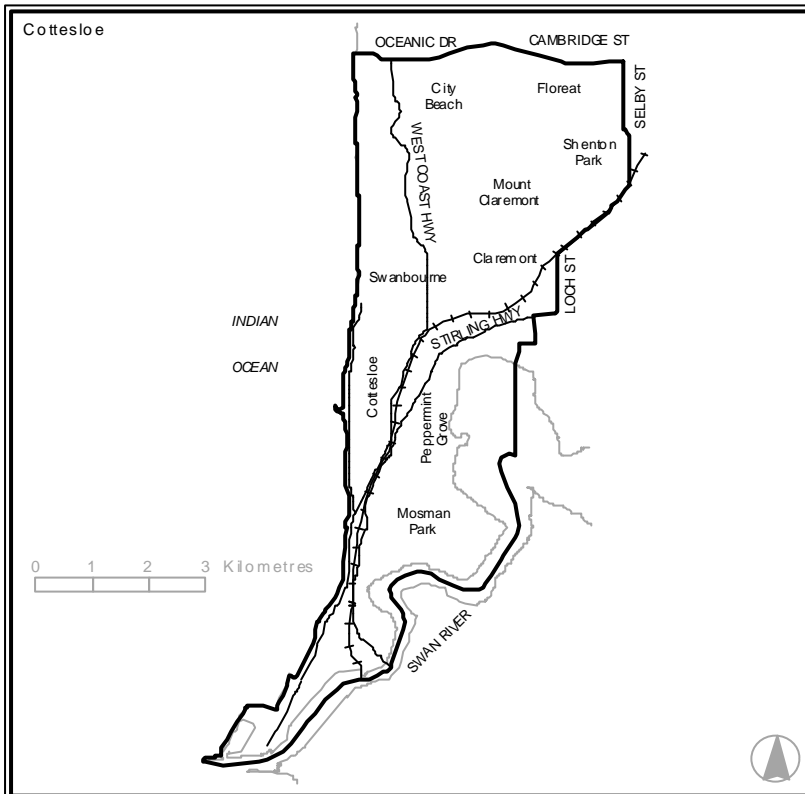 Cottesloe
OCEANIC DR
CAMBRIDGE ST
City
Beach
Floreat
SELBY ST
WEST COAST HWY
Shenton
Park
Mount
Claremont
Claremont
Swanbourne
LOCH ST
INDIAN
OCEAN
STIRLING HWY
Cottesloe
Peppermint
Grove
Mosman
Park
0 1 2 3 Kilometres
SWAN RIVER